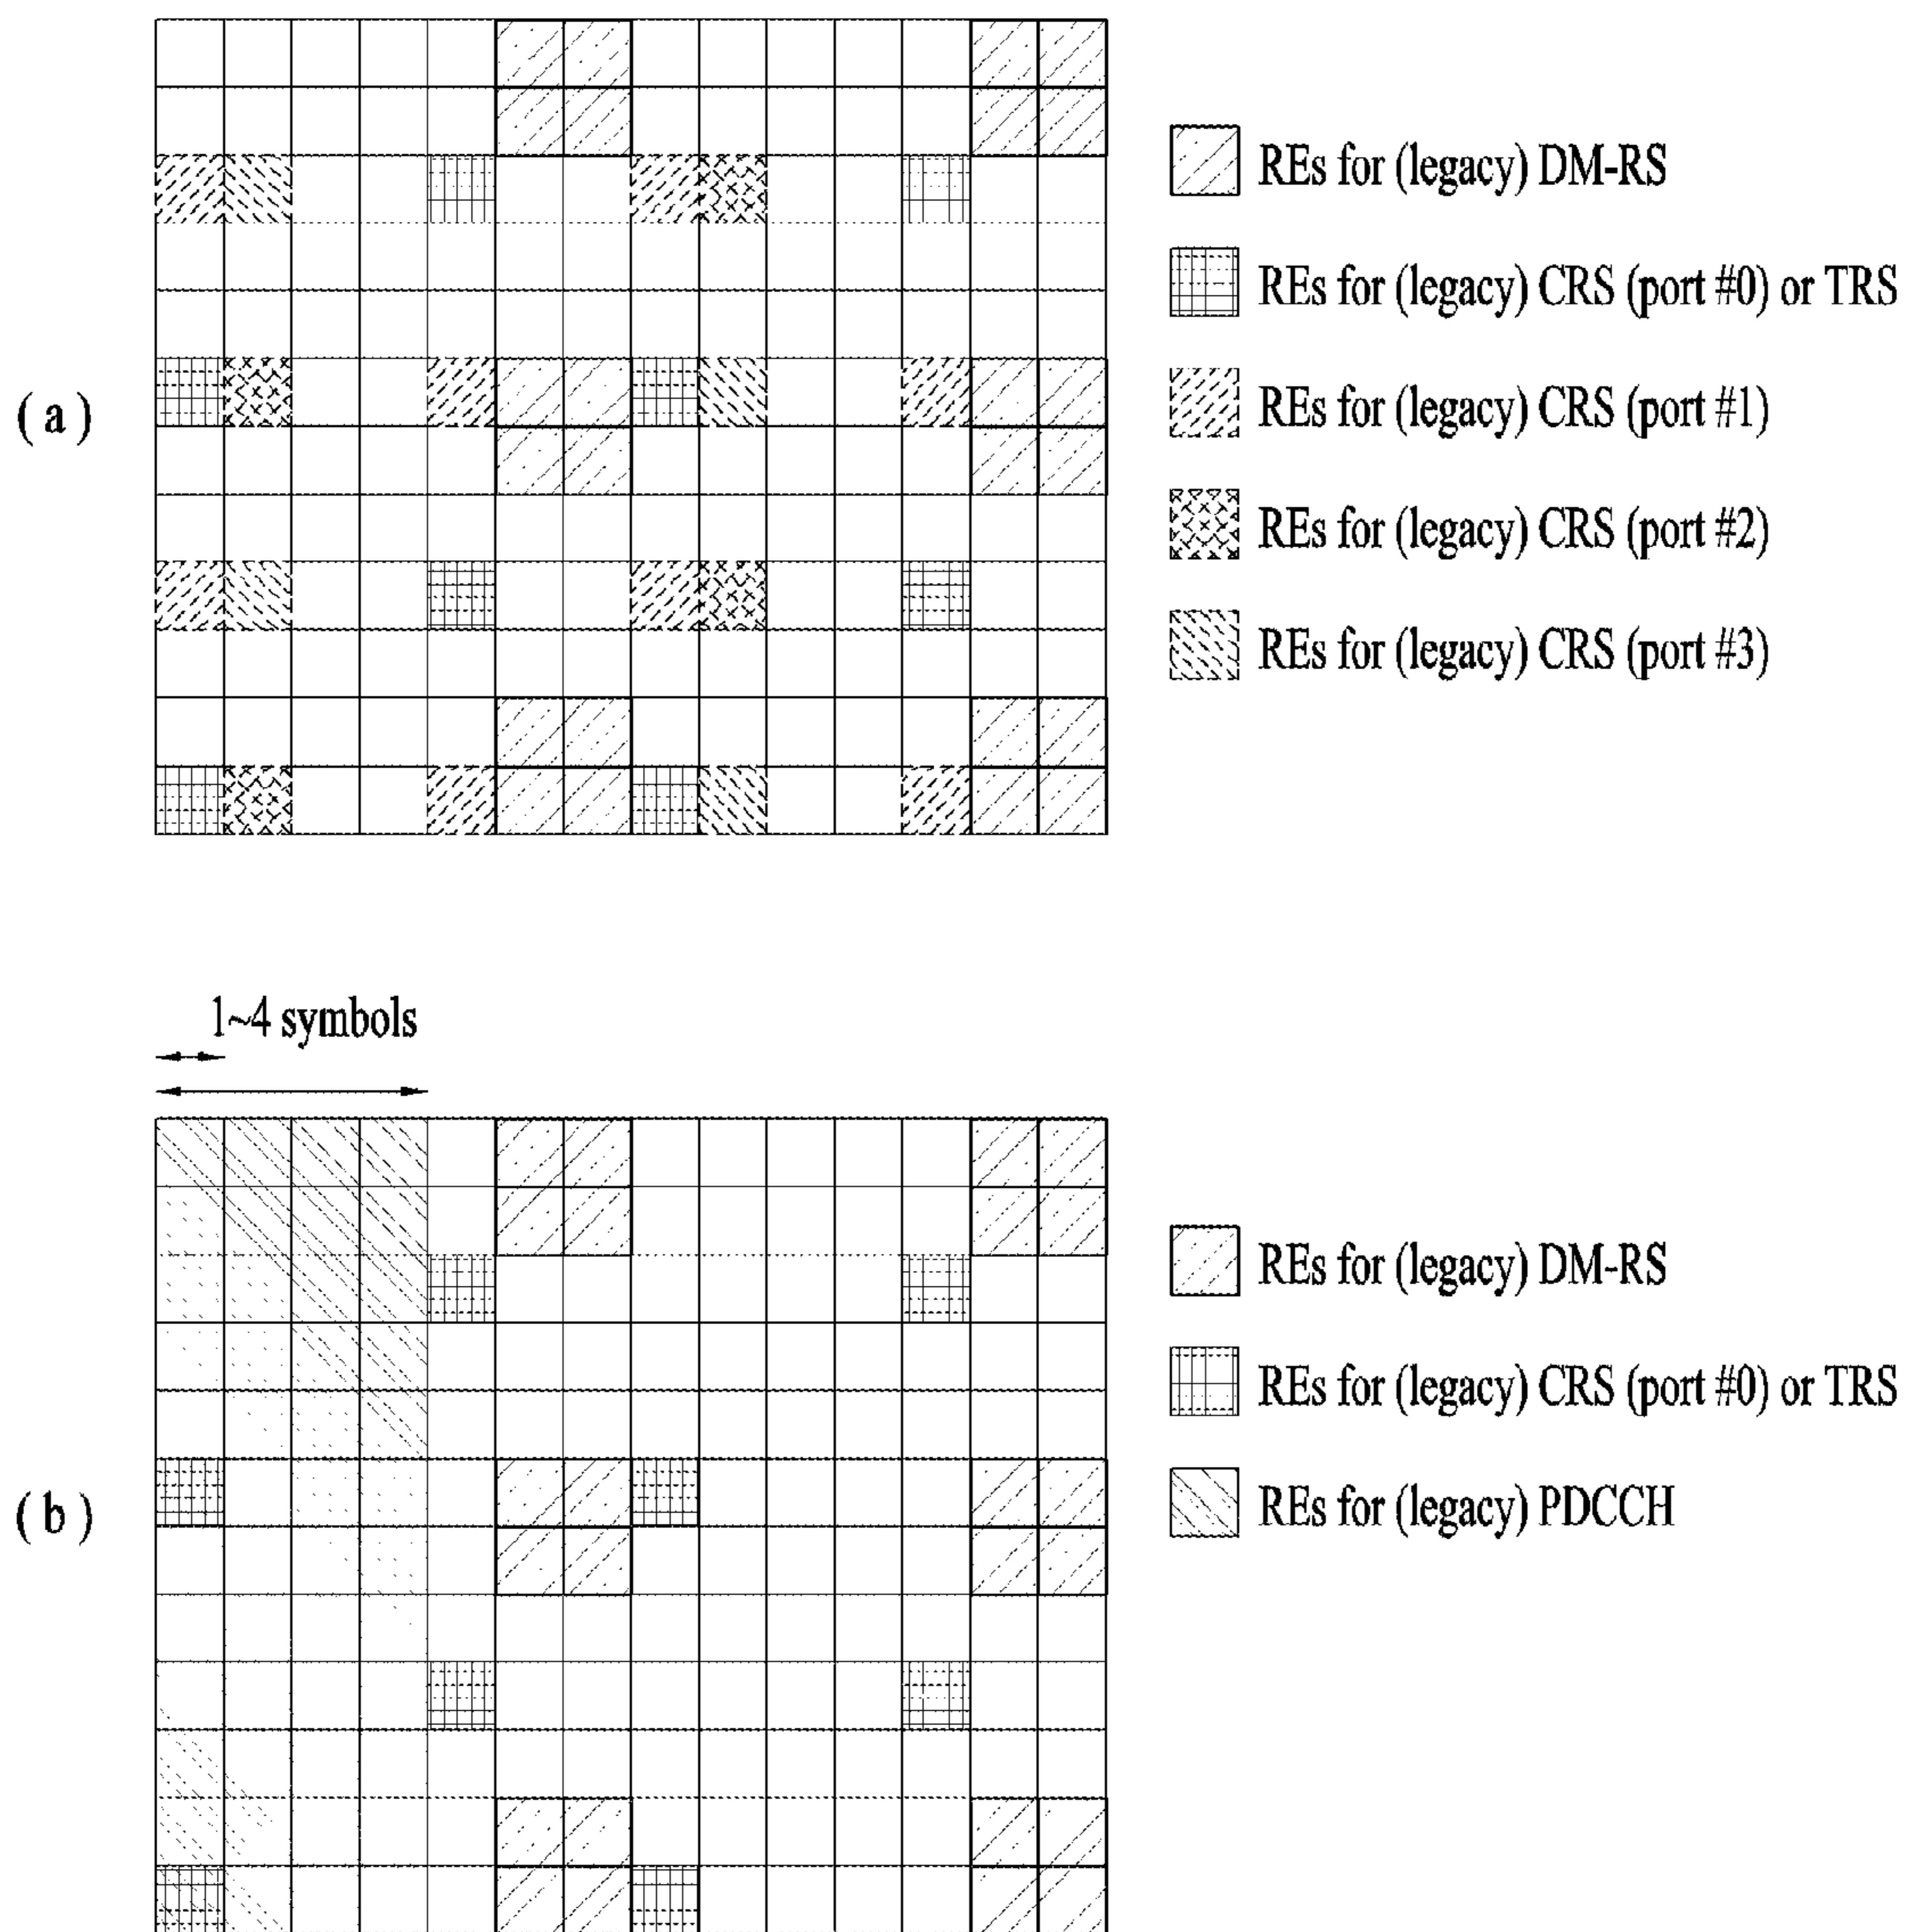 REs for (legacy) DM-RS
REs for (legacy) CRS (port #0) or TRS
( a )
REs for (legacy) CRS (port #1)
REs for (legacy) CRS (port #2)
REs for (legacy) CRS (port #3)
1~4 symbols
REs for (legacy) DM-RS
REs for (legacy) CRS (port #0) or TRS
( b )
REs for (legacy) PDCCH